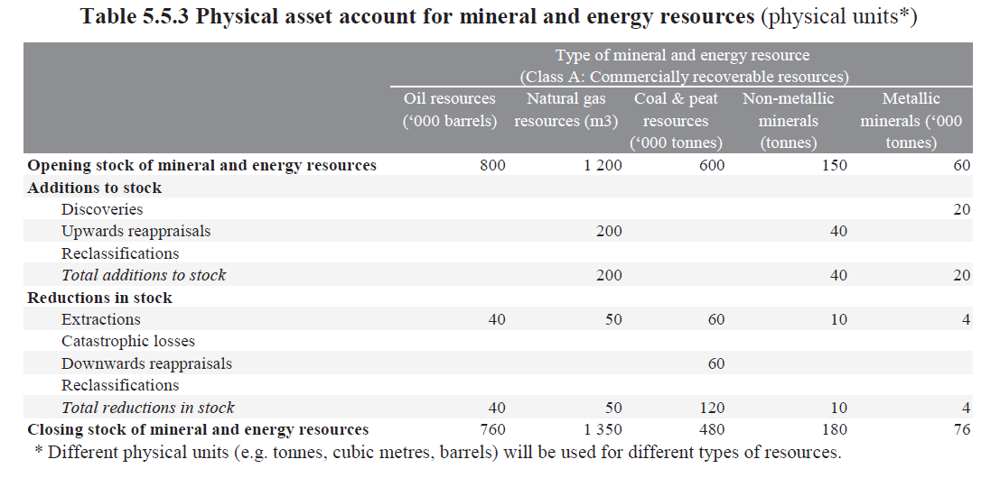 Table 5.5.3 Physical asset account for mineral and energy resources (physical units*)
Type of mineral and energy resource
(Class A: Commercially recoverable resources)
Oil resources Natural gas Coal & peat Non-metallic Metallic
(‘000 barrels) resources (m3) resources minerals minerals (‘000
(‘000 tonnes) (tonnes) tonnes)
Opening stock of mineral and energy resources 800 1 200 600 150 60
Additions to stock
Discoveries 20
Upwards reappraisals 200 40
Reclassifications
Total additions to stock 200 40 20
Reductions in stock
Extractions 40 50 60 10 4
Catastrophic losses
Downwards reappraisals 60
Reclassifications
Total reductions in stock 40 50 120 10 4
Closing stock of mineral and energy resources 760 1 350 480 180 76
* Different physical units (e.g. tonnes, cubic metres, barrels) will be used for different types of resources.